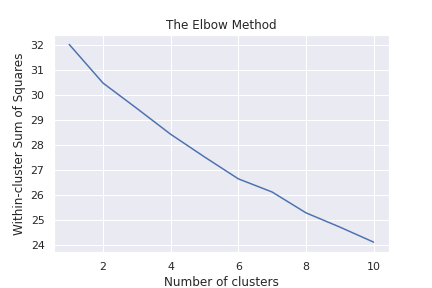 The Elbow Method
Within-cluster Sum of Squares
32
31
30
29
28
27
26
25
24
2 4 6 8 10
Number of clusters